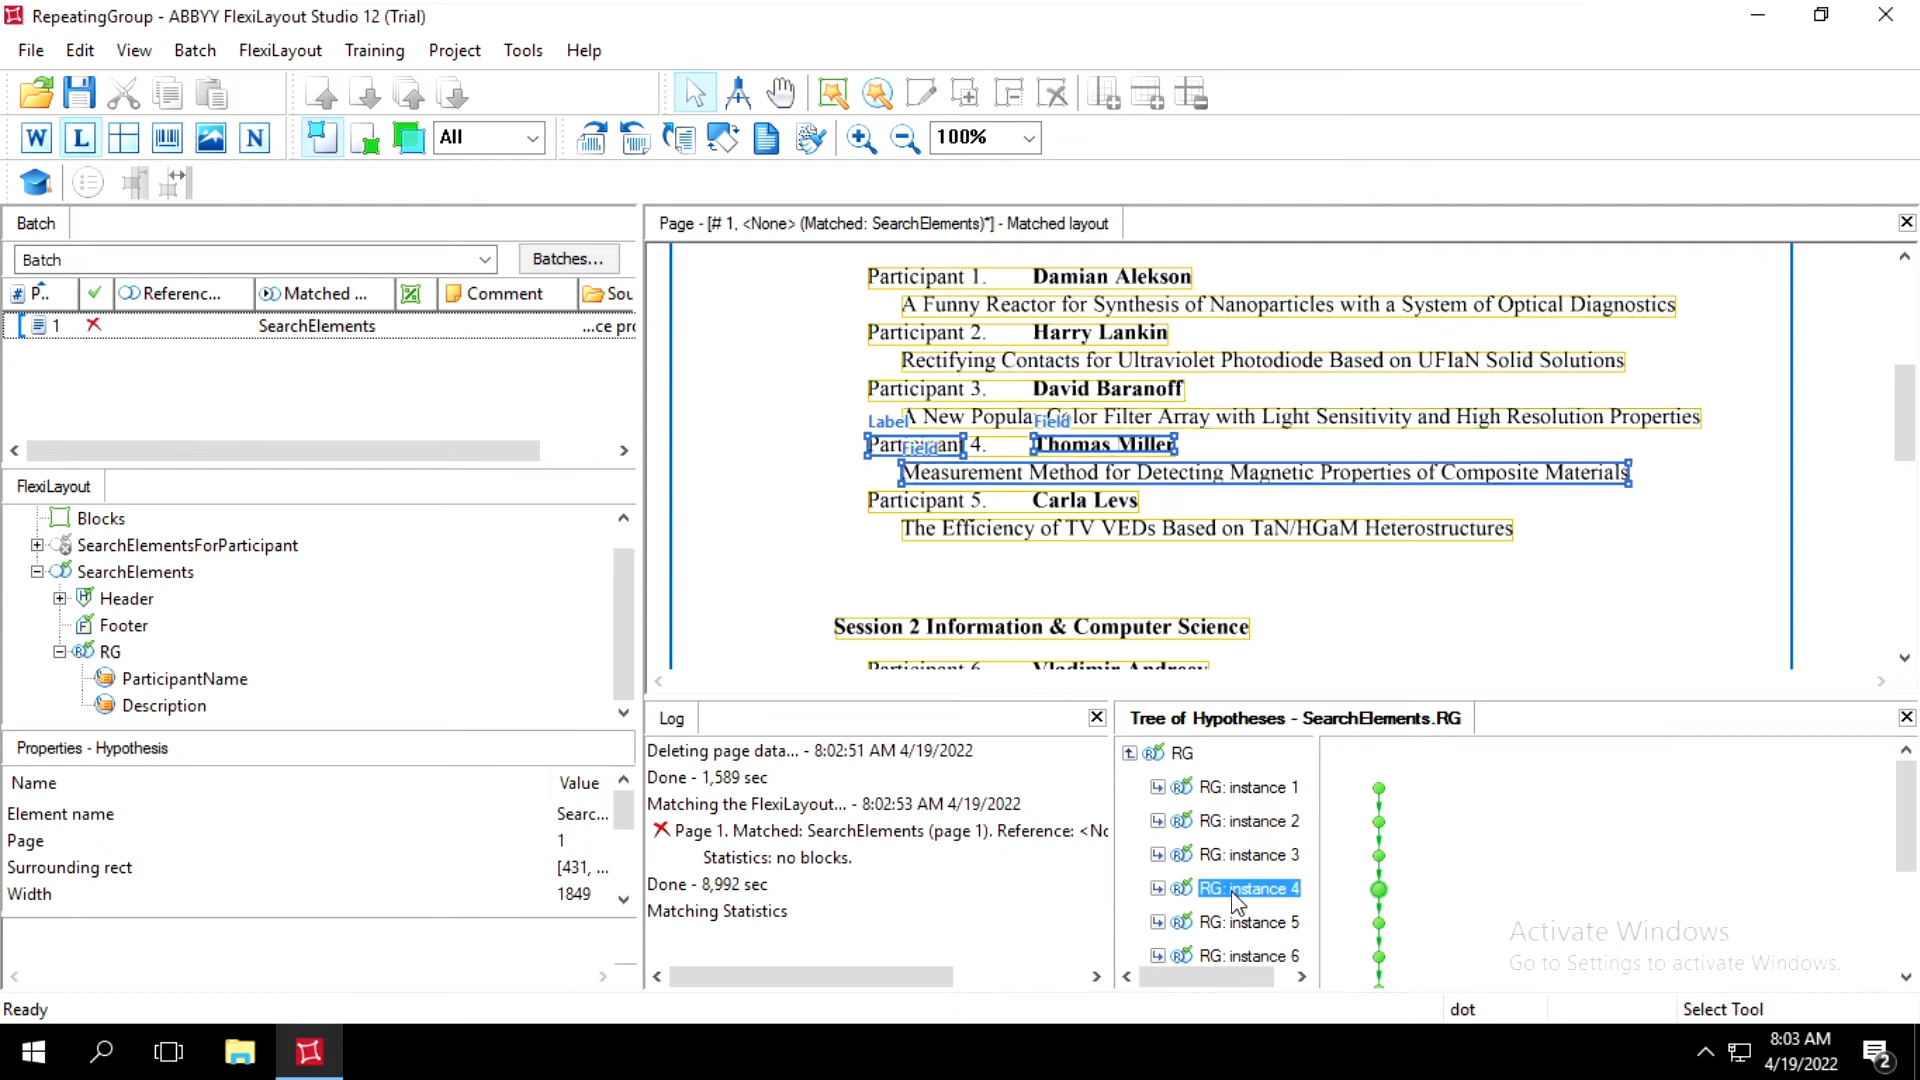 RepeatingGroup - ABBYY FlexiLayout Studio 12 (Trial)
File Edit View Batch FlexiLayout Training Project Tools Help
W L N All 100%
Batch
Batch Batches...
# P.. Referenc... Matched ... Comment Sou
1 SearchElements ...ce pro
FlexiLayout
Blocks
SearchElementsForParticipant
SearchElements
Header
Footer
RG
ParticipantName
Description
Properties - Hypothesis
Name Value
Element name Searc...
Page 1
Surrounding rect [431, ...
Width 1849
Page - [# 1, <None> (Matched: SearchElements)*] - Matched layout
Participant 1. Damian Alekson
A Funny Reactor for Synthesis of Nanoparticles with a System of Optical Diagnostics
Participant 2. Harry Lankin
Rectifying Contacts for Ultraviolet Photodiode Based on UFIaN Solid Solutions
Participant 3. David Baranoff
Label Field
A New Popular Color Filter Array with Light Sensitivity and High Resolution Properties
Participant 4. Thomas Miller
Field
Measurement Method for Detecting Magnetic Properties of Composite Materials
Participant 5. Carla Levs
The Efficiency of TV VEDs Based on TaN/HGaM Heterostructures
Session 2 Information & Computer Science
Participant 6. Vladimir Andreev
Log
Deleting page data... - 8:02:51 AM 4/19/2022
Done - 1,589 sec
Matching the FlexiLayout... - 8:02:53 AM 4/19/2022
Page 1. Matched: SearchElements (page 1). Reference: <No
Statistics: no blocks.
Done - 8,992 sec
Matching Statistics
Tree of Hypotheses - SearchElements.RG
RG
RG: instance 1
RG: instance 2
RG: instance 3
RG: instance 4
RG: instance 5
RG: instance 6
Activate Windows
Go to Settings to activate Windows.
Ready dot Select Tool
8:03 AM
4/19/2022
2